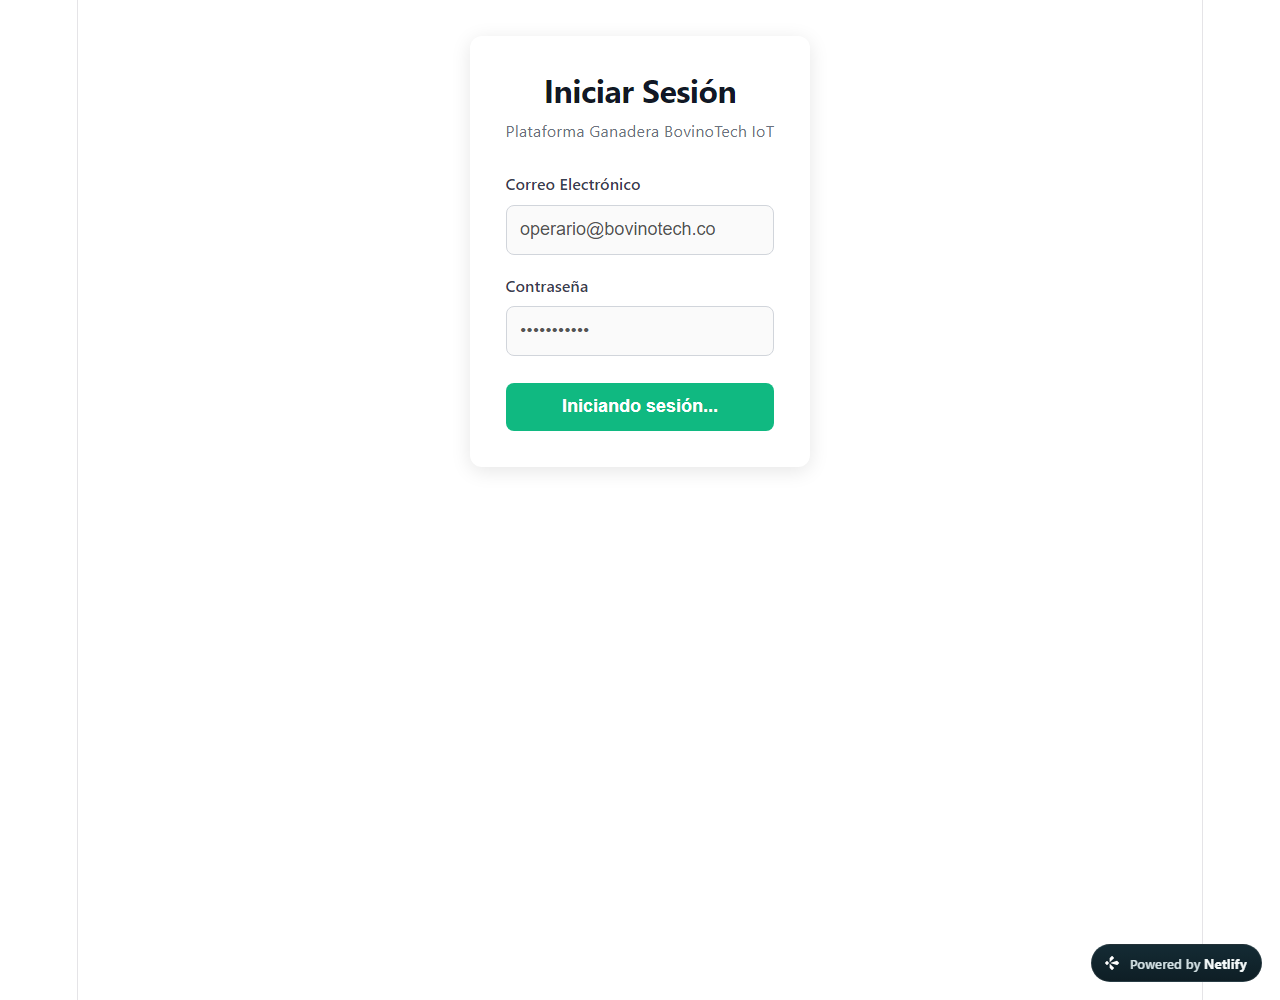 Iniciar Sesión
Plataforma Ganadera BovinoTech IoT
Correo Electrónico
operario@bovinotech.co
Contraseña
•••••••••••
Iniciando sesión...
Powered by Netlify